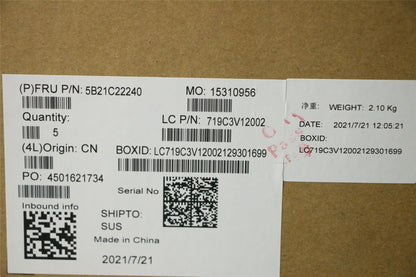 (P)FRU P/N: 5B21C22240
MO: 15310956
Quantity:
5
LC P/N: 719C3V12002
(4L)Origin: CN
BOXID: LC719C3V12002129301699
PO: 4501621734
Serial No
Inbound info
SHIPTO:
SUS
Made in China
2021/7/21
净重: WEIGHT: 2.10 Kg
DATE: 2021/7/21 12:05:21
BOXID:
LC719C3V12002129301699